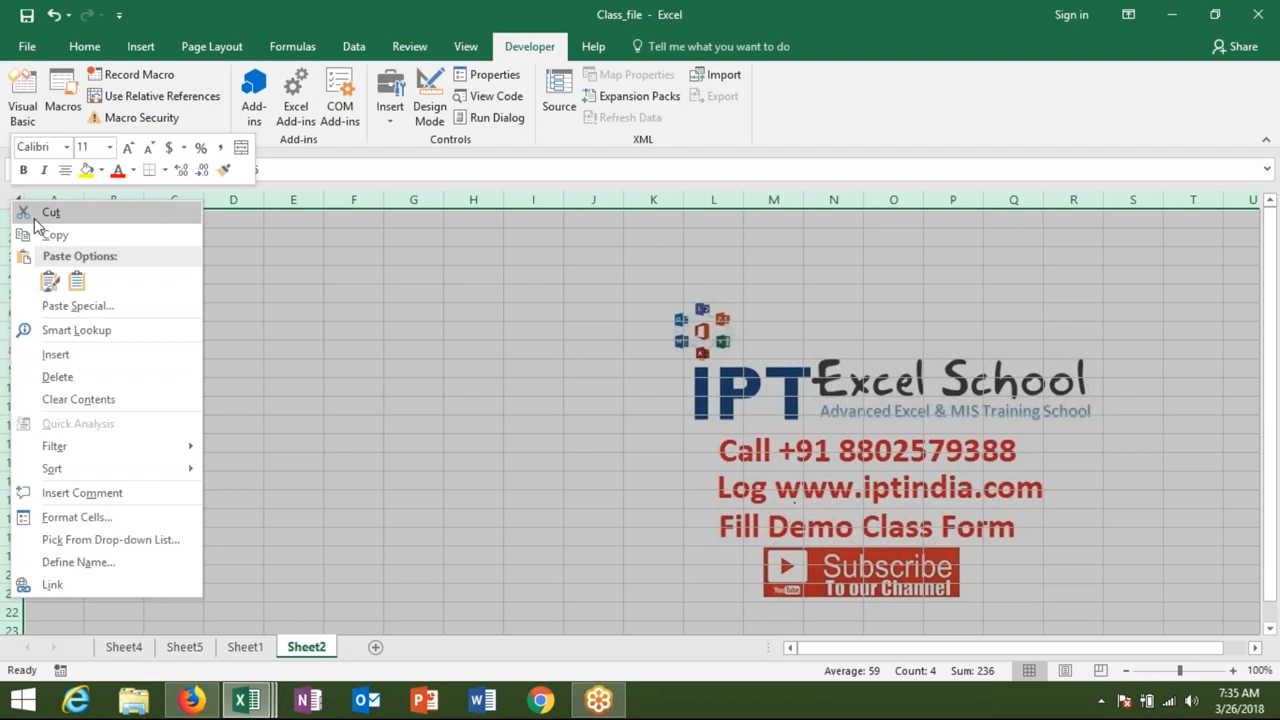 Class_file - Excel
Sign in
File Home Insert Page Layout Formulas Data Review View Developer Help Tell me what you want to do Share
Visual Basic
Macros
Record Macro
Use Relative References
Macro Security
Add-ins
Excel Add-ins
COM Add-ins
Insert
Design Mode
Properties
View Code
Run Dialog
Source
Map Properties
Expansion Packs
Refresh Data
Import
Export
Add-ins
Controls
XML
Calibri 11 $ % ,
B I A
D E F G H I J K L M N O P Q R S T U
Cut
Copy
Paste Options:
Paste Special...
Smart Lookup
Insert
Delete
Clear Contents
Quick Analysis
Filter
Sort
Insert Comment
Format Cells...
Pick From Drop-down List...
Define Name...
Link
IPT Excel School
Advanced Excel & MIS Training School
Call +91 8802579388
Log www.iptindia.com
Fill Demo Class Form
Subscribe
YouTube To our Channel
22
23
Sheet4 Sheet5 Sheet1 Sheet2
Ready
Average: 59 Count: 4 Sum: 236
100%
7:35 AM
3/26/2018